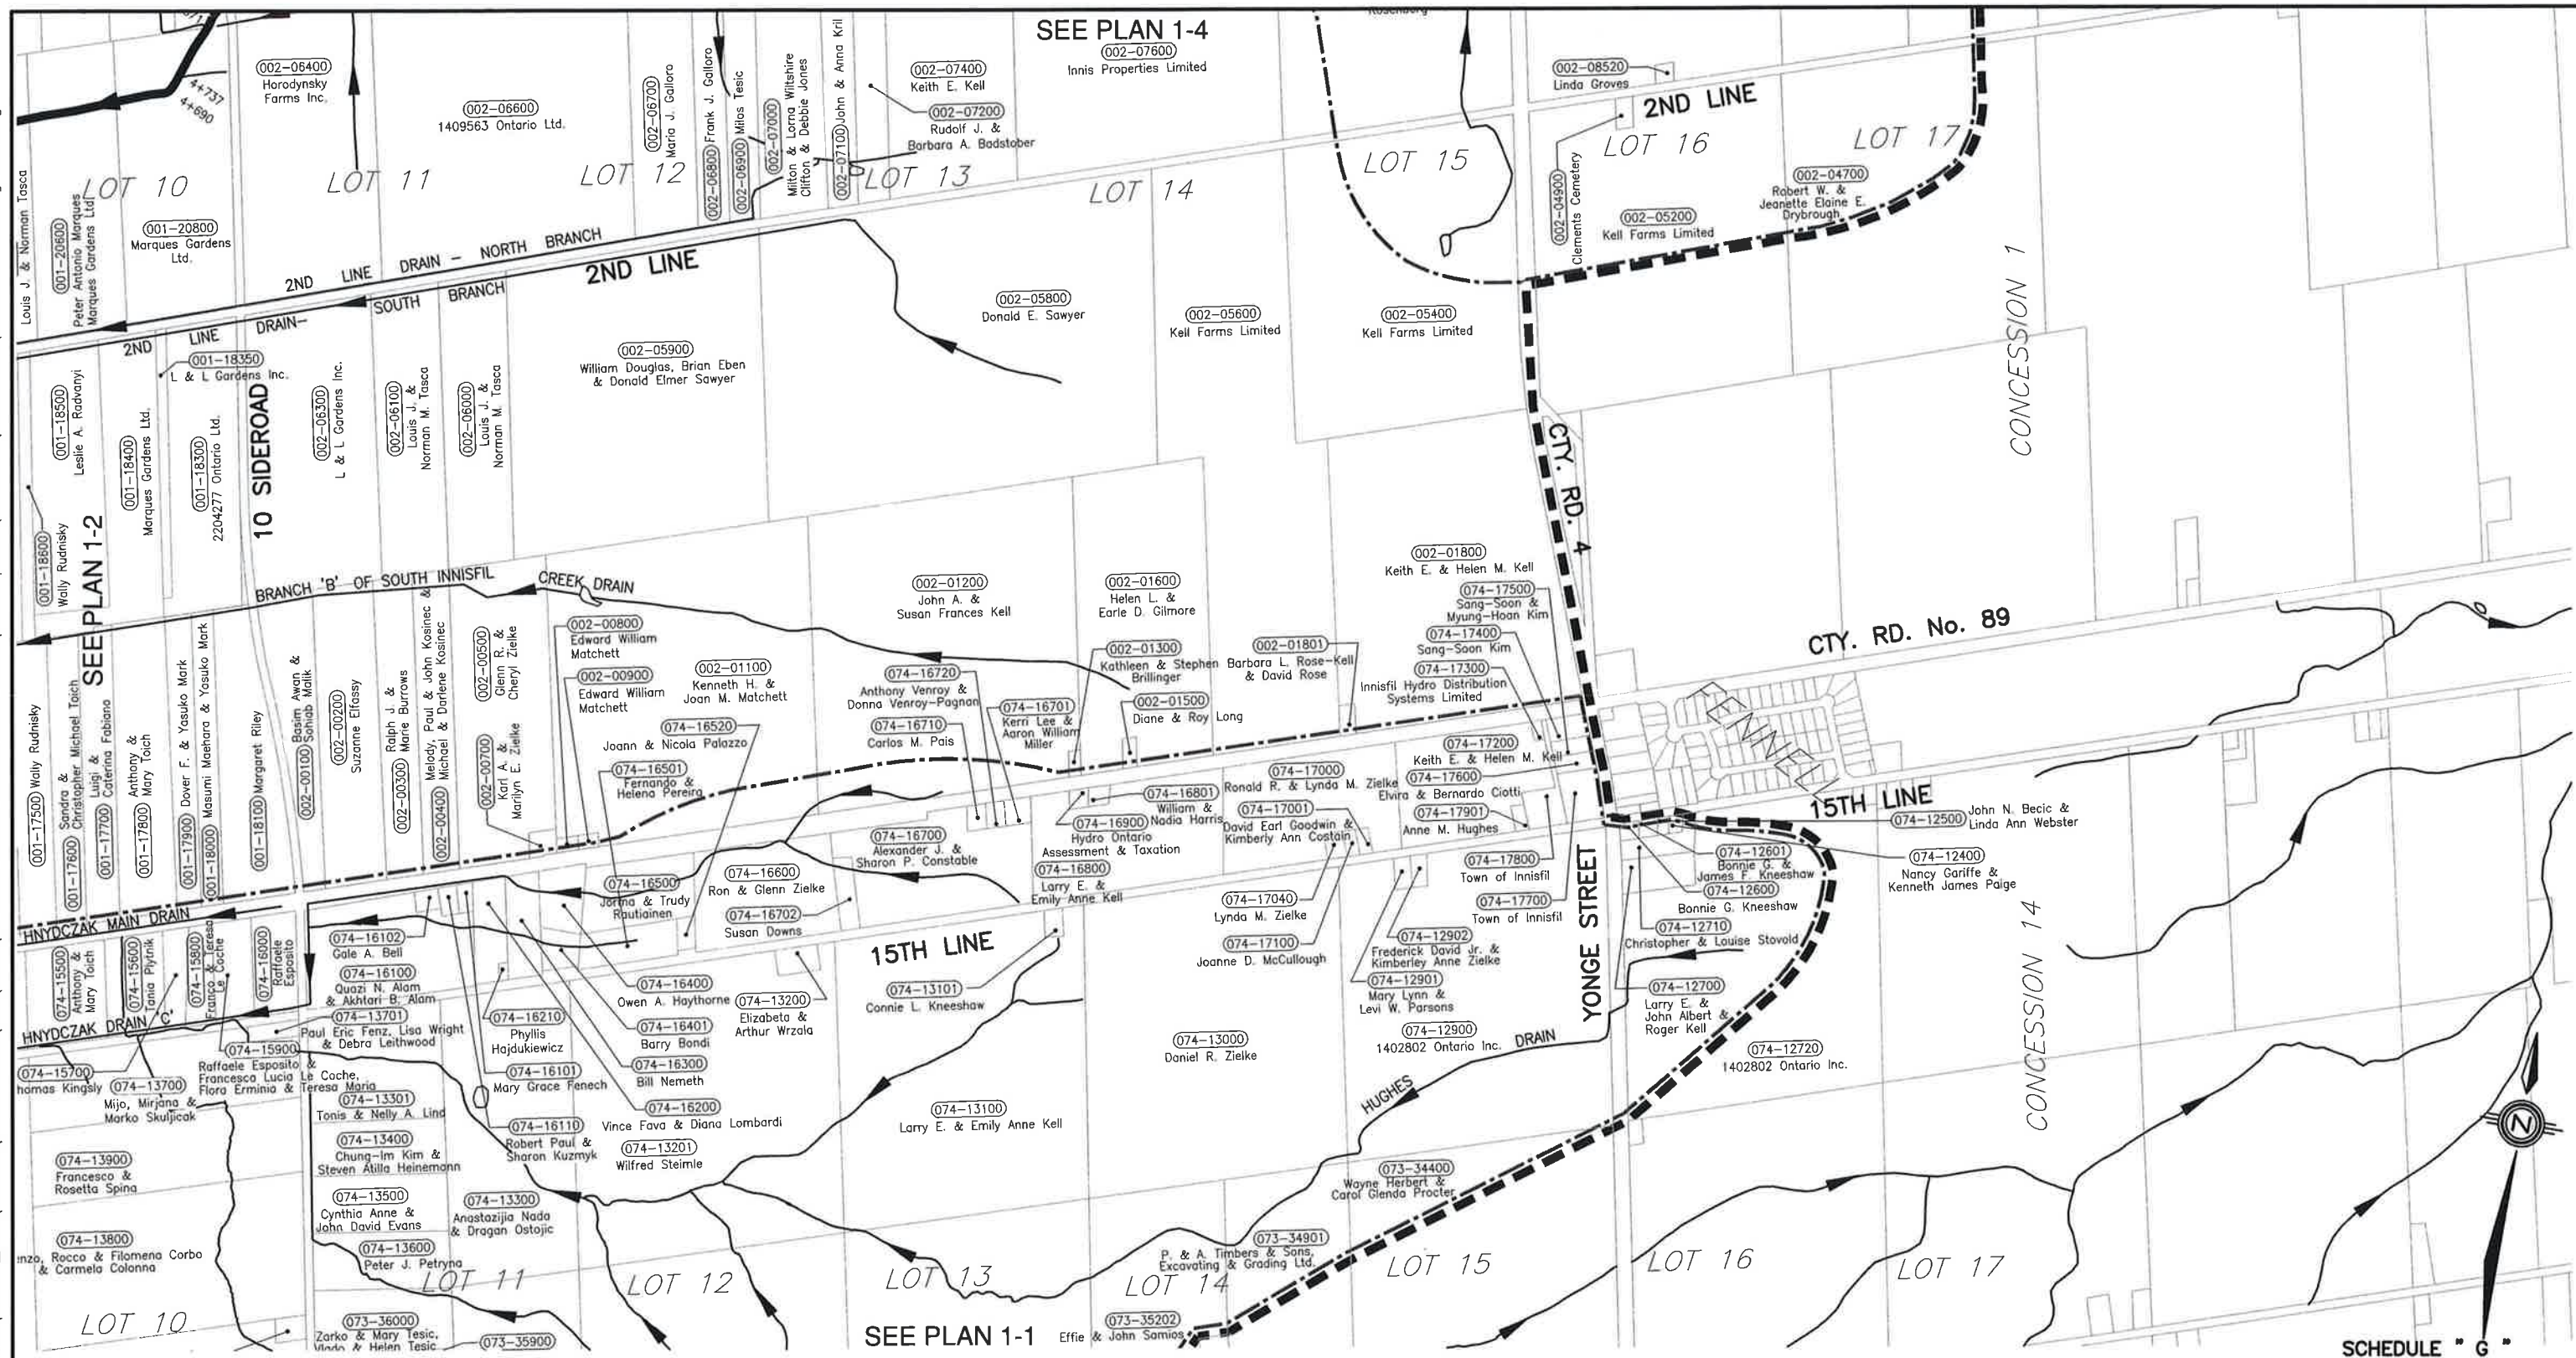 SEE PLAN 1-4
002-07600
Innis Properties Limited
002-06400
Horodynsky
Farms Inc.
4+737
4+690
002-06600
1409563 Ontario Ltd.
002-06700
Maria J. Galloro
002-06800 Frank J. Galloro
002-06900 Milos Tesic
002-07000
Milton & Lorna Wiltshire
Clifton & Debbie Jones
002-07100 John & Anna Kril
002-07400
Keith E. Kell
002-07200
Rudolf J. &
Barbara A. Badstober
002-08520
Linda Groves
2ND LINE
LOT 10
LOT 11
LOT 12
LOT 13
LOT 14
LOT 15
LOT 16
LOT 17
Louis J. & Norman Tasca
001-20600
Peter Antonio Marques
Marques Gardens Ltd
001-20800
Marques Gardens
Ltd.
002-04900
Clements Cemetery
002-05200
Kell Farms Limited
002-04700
Robert W. &
Jeanette Elaine E.
Drybrough
2ND LINE DRAIN - NORTH BRANCH
2ND LINE DRAIN- SOUTH BRANCH
2ND LINE
002-05800
Donald E. Sawyer
002-05600
Kell Farms Limited
002-05400
Kell Farms Limited
CONCESSION 1
001-18350
L & L Gardens Inc.
001-18500
Leslie A. Radvanyi
001-18600
Wally Rudnisky
SEE PLAN 1-2
001-18400
Marques Gardens Ltd.
001-18300
2204277 Ontario Ltd.
10 SIDEROAD
002-06300
L & L Gardens Inc.
002-06100
Louis J. &
Norman M. Tasca
002-06000
Louis J. &
Norman M. Tasca
002-05900
William Douglas, Brian Eben
& Donald Elmer Sawyer
CTY. RD. 4
BRANCH 'B' OF SOUTH INNISFIL CREEK DRAIN
002-01200
John A. &
Susan Frances Kell
002-01600
Helen L. &
Earle D. Gilmore
002-01800
Keith E. & Helen M. Kell
074-17500
Sang-Soon &
Myung-Hoan Kim
074-17400
Sang-Soon Kim
074-17300
Innisfil Hydro Distribution
Systems Limited
CTY. RD. No. 89
FENNELL
001-17500 Wally Rudnisky
001-17600 Sandra &
Christopher Michael Toich
001-17700 Luigi &
Caterina Fabiano
001-17800 Anthony &
Mary Toich
001-17900 Dover F. & Yasuko Mark
001-18000 Masumi Maehara & Yosuko Mark
001-18100 Margaret Riley
002-00100 Basim Awan &
Sohiab Malik
002-00200
Suzanne Elfassy
002-00300 Ralph J. &
Marie Burrows
002-00400 Melody, Paul & John Kosinec &
Michael & Darlene Kosinec
002-00500
Glenn R. &
Cheryl Zielke
002-00700
Karl A. &
Marilyn E. Zielke
002-00800
Edward William
Matchett
002-00900
Edward William
Matchett
002-01100
Kenneth H. &
Joan M. Matchett
074-16520
Joann & Nicola Palazzo
074-16501
Fernando &
Helena Pereira
074-16720
Anthony Venroy &
Donna Venroy-Pagnan
074-16710
Carlos M. Pais
074-16701
Kerri Lee &
Aaron William
Miller
002-01300
Kathleen & Stephen
Brillinger
002-01500
Diane & Roy Long
002-01801
Barbara L. Rose-Kell
& David Rose
074-17200
Keith E. & Helen M. Kell
074-17000
Ronald R. & Lynda M. Zielke
074-17600
Elvira & Bernardo Ciotti
074-17001
David Earl Goodwin &
Kimberly Ann Costain
074-17901
Anne M. Hughes
074-16801
William &
Nadia Harris
074-16900
Hydro Ontario
Assessment & Taxation
074-16800
Larry E. &
Emily Anne Kell
074-16700
Alexander J. &
Sharon P. Constable
074-16600
Ron & Glenn Zielke
074-16702
Susan Downs
074-16500
Jorma & Trudy
Rautiainen
15TH LINE
074-12500
John N. Becic &
Linda Ann Webster
074-12601
Bonnie G. &
James F. Kneeshaw
074-12400
Nancy Gariffe &
Kenneth James Paige
074-12600
Bonnie G. Kneeshaw
074-12710
Christopher & Louise Stovold
074-17800
Town of Innisfil
074-17700
Town of Innisfil
YONGE STREET
074-17040
Lynda M. Zielke
074-17100
Joanne D. McCullough
074-12902
Frederick David Jr. &
Kimberley Anne Zielke
074-12901
Mary Lynn &
Levi W. Parsons
074-12900
1402802 Ontario Inc.
HUGHES DRAIN
074-12700
Larry E. &
John Albert &
Roger Kell
074-12720
1402802 Ontario Inc.
CONCESSION 14
HNYDCZAK MAIN DRAIN
074-15500
Anthony &
Mary Toich
074-15600
Tania Plytnik
074-15800
Franco & Teresa
Le Coche
074-16000
Raffaele
Esposito
074-16102
Gale A. Bell
074-16100
Quazi N. Alam
& Akhtari B. Alam
HNYDCZAK DRAIN 'C'
074-13701
Paul Eric Fenz, Lisa Wright
& Debra Leithwood
074-15700
homas Kingsly
074-13700
Mijo, Mirjana &
Marko Skuljicak
074-15900
Raffaele Esposito &
Francesca Lucia Le Coche,
Flora Erminia & Teresa Maria
074-13301
Tonis & Nelly A. Lind
074-16210
Phyllis
Hajdukiewicz
074-16101
Mary Grace Fenech
074-16110
Robert Paul &
Sharon Kuzmyk
074-16400
Owen A. Haythorne
074-16401
Barry Bondi
074-16300
Bill Nemeth
074-16200
Vince Fava & Diana Lombardi
074-13200
Elizabeta &
Arthur Wrzala
15TH LINE
074-13101
Connie L. Kneeshaw
074-13000
Daniel R. Zielke
074-13100
Larry E. & Emily Anne Kell
074-13201
Wilfred Steimle
074-13400
Chung-Im Kim &
Steven Atilla Heinemann
074-13900
Francesco &
Rosetta Spina
074-13500
Cynthia Anne &
John David Evans
074-13300
Anastazijia Nada
& Dragan Ostojic
074-13800
enzo, Rocco & Filomena Corbo
& Carmela Colonna
074-13600
Peter J. Petryna
073-34400
Wayne Herbert &
Carol Glenda Procter
073-34901
P. & A. Timbers & Sons,
Excavating & Grading Ltd.
LOT 10
LOT 11
LOT 12
LOT 13
LOT 14
LOT 15
LOT 16
LOT 17
073-36000
Zarko & Mary Tesic,
Vlado & Helen Tesic
073-35900
SEE PLAN 1-1
073-35202
Effie & John Samios
N
SCHEDULE " G "